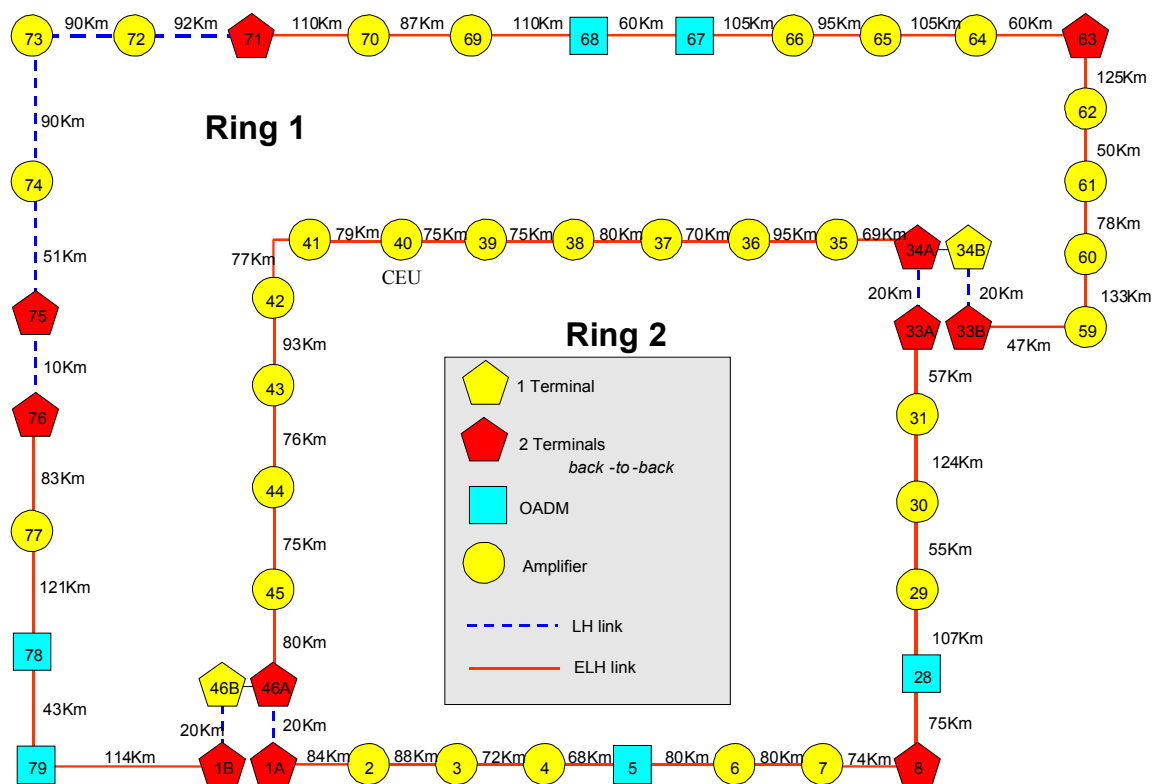 90Km 92Km 110Km 87Km 110Km 60Km 105Km 95Km 105Km 60Km
73 72 71 70 69 68 67 66 65 64 63
125Km
62
Ring 1
90Km
50Km
74 61
78Km
79Km 75Km 75Km 80Km 70Km 95Km 69Km
41 40 39 38 37 36 35 34A 34B
51Km 77Km 60
CEU
42 20Km 20Km 133Km
75 33A 33B 59
Ring 2
93Km 47Km
10Km 57Km
43 1 Terminal
76 31
76Km 2 Terminals 124Km
back -to-back
83Km
44 OADM 30
77
75Km 55Km
Amplifier
121Km 45 29
LH link
78 80Km 107Km
ELH link
46B 46A 28
43Km
20Km 20Km 75Km
114Km 84Km 88Km 72Km 68Km 80Km 80Km 74Km
79 1B 1A 2 3 4 5 6 7 8